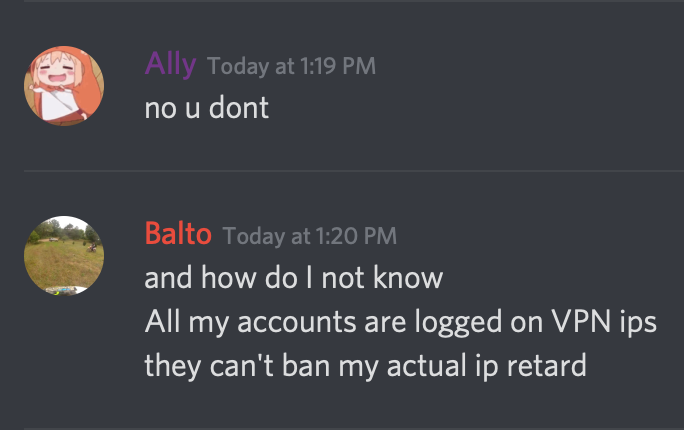 Ally Today at 1:19 PM
no u dont
Balto Today at 1:20 PM
and how do I not know
All my accounts are logged on VPN ips
they can't ban my actual ip retard